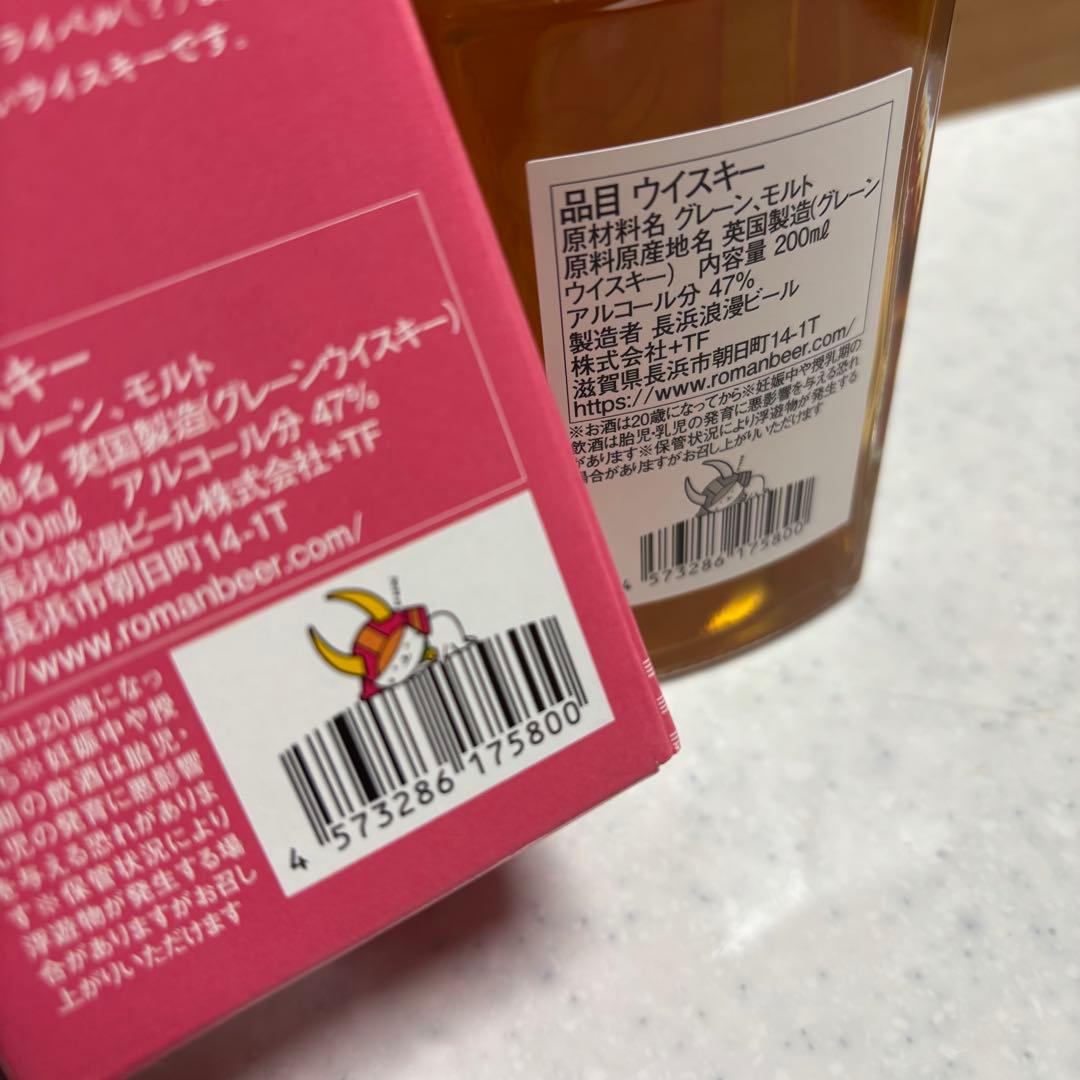 ライベル(?)
いライスキーです.
スキー
グレーン、モルト
地名 英国製造(グレーンウイスキー)
00㎖ アルコール分 47%
長浜浪漫ビール株式会社+TF
長浜市朝日町14-1T
://www.romanbeer.com/
酒は20歳になっ
ら※妊娠中や授
期の飲酒は胎児・
乳児の発育に悪影響
を与える恐れがありま
す※保管状況により
浮遊物が発生する場
合がありますがお召し
上がりいただけます
4 573286 175800
品目 ウイスキー
原材料名 グレーン、モルト
原料原産地名 英国製造(グレーン
ウイスキー) 内容量 200㎖
アルコール分 47%
製造者 長浜浪漫ビール
株式会社+TF
滋賀県長浜市朝日町14-1T
https://www.romanbeer.com/
※お酒は20歳になってから※妊娠中や授乳期の
飲酒は胎児・乳児の発育に悪影響を与える恐れ
があります※保管状況により浮遊物が発生する
場合がありますがお召し上がりいただけます
4 573286 175800